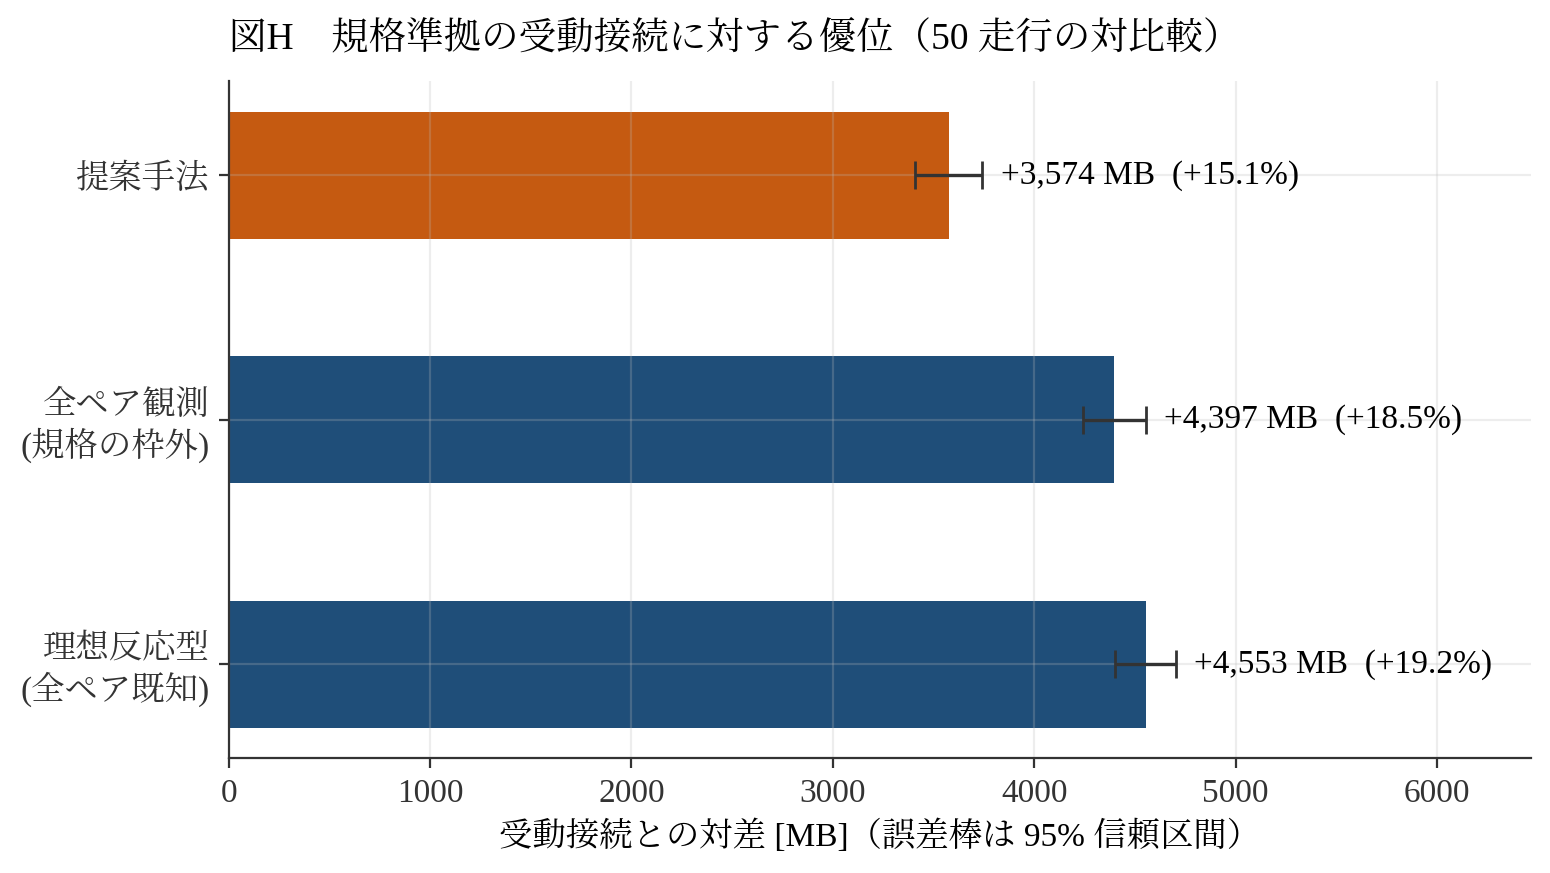 図H　規格準拠の受動接続に対する優位（50 走行の対比較）
提案手法
+3,574 MB (+15.1%)
全ペア観測
(規格の枠外)
+4,397 MB (+18.5%)
理想反応型
(全ペア既知)
+4,553 MB (+19.2%)
0 1000 2000 3000 4000 5000 6000
受動接続との対差 [MB]（誤差棒は 95% 信頼区間）